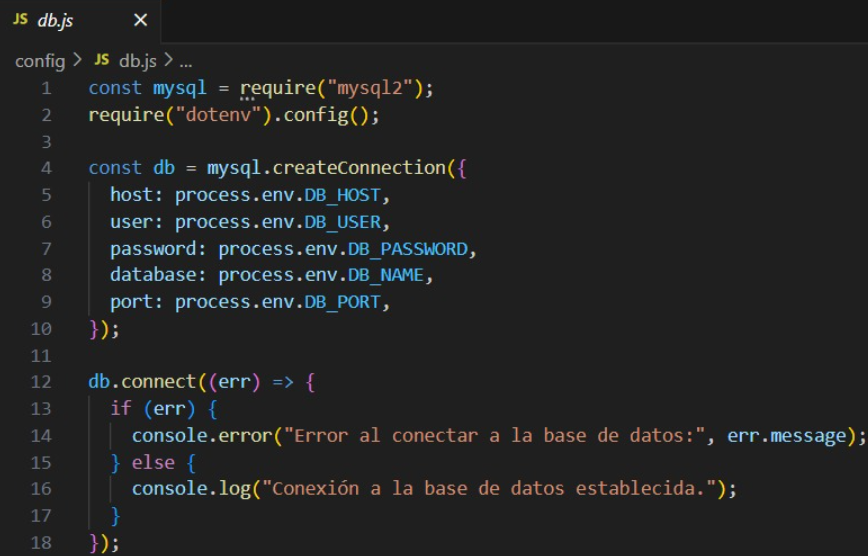 JS db.js ×
config > JS db.js > ...
1 const mysql = require("mysql2");
2 require("dotenv").config();
3
4 const db = mysql.createConnection({
5   host: process.env.DB_HOST,
6   user: process.env.DB_USER,
7   password: process.env.DB_PASSWORD,
8   database: process.env.DB_NAME,
9   port: process.env.DB_PORT,
10 });
11
12 db.connect((err) => {
13   if (err) {
14     console.error("Error al conectar a la base de datos:", err.message);
15   } else {
16     console.log("Conexión a la base de datos establecida.");
17   }
18 });